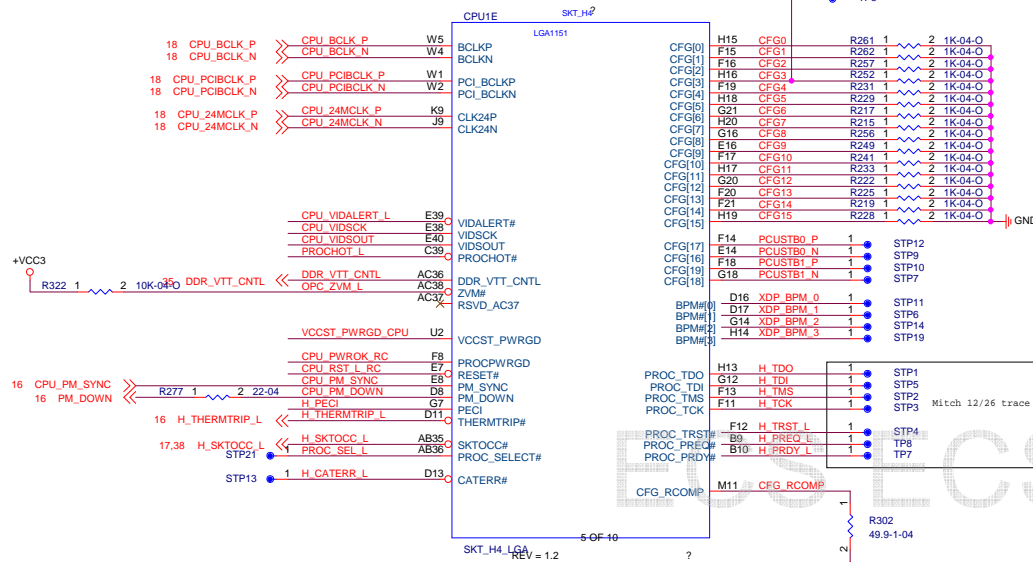 CPU1E SKT_H4 ?
LGA1151
18 CPU_BCLK_P CPU_BCLK_P W5 BCLKP
18 CPU_BCLK_N CPU_BCLK_N W4 BCLKN
18 CPU_PCIBCLK_P CPU_PCIBCLK_P W1 PCI_BCLKP
18 CPU_PCIBCLK_N CPU_PCIBCLK_N W2 PCI_BCLKN
18 CPU_24MCLK_P CPU_24MCLK_P K9 CLK24P
18 CPU_24MCLK_N CPU_24MCLK_N J9 CLK24N
CPU_VIDALERT_L E39 VIDALERT#
CPU_VIDSCK E38 VIDSCK
CPU_VIDSOUT E40 VIDSOUT
PROCHOT_L C39 PROCHOT#
+VCC3
35 DDR_VTT_CNTL DDR_VTT_CNTL AC36 DDR_VTT_CNTL
R322 1 2 10K-04-O OPC_ZVM_L AC38 ZVM#
AC37 RSVD_AC37
VCCST_PWRGD_CPU U2 VCCST_PWRGD
CPU_PWROK_RC F8 PROCPWRGD
CPU_RST_L_RC E7 RESET#
16 CPU_PM_SYNC CPU_PM_SYNC E8 PM_SYNC
16 PM_DOWN R277 1 2 22-04 CPU_PM_DOWN D8 PM_DOWN
H_PECI G7 PECI
16 H_THERMTRIP_L H_THERMTRIP_L D11 THERMTRIP#
17,38 H_SKTOCC_L H_SKTOCC_L AB35 SKTOCC#
STP21 1 PROC_SEL_L AB36 PROC_SELECT#
STP13 1 H_CATERR_L D13 CATERR#
CFG[0] H15 CFG0 R261 1 2 1K-04-O
CFG[1] F15 CFG1 R262 1 2 1K-04-O
CFG[2] F16 CFG2 R257 1 2 1K-04-O
CFG[3] H16 CFG3 R252 1 2 1K-04-O
CFG[4] F19 CFG4 R231 1 2 1K-04-O
CFG[5] H18 CFG5 R229 1 2 1K-04-O
CFG[6] G21 CFG6 R217 1 2 1K-04-O
CFG[7] H20 CFG7 R215 1 2 1K-04-O
CFG[8] G16 CFG8 R256 1 2 1K-04-O
CFG[9] E16 CFG9 R249 1 2 1K-04-O
CFG[10] F17 CFG10 R241 1 2 1K-04-O
CFG[11] H17 CFG11 R233 1 2 1K-04-O
CFG[12] G20 CFG12 R222 1 2 1K-04-O
CFG[13] F20 CFG13 R225 1 2 1K-04-O
CFG[14] F21 CFG14 R219 1 2 1K-04-O
CFG[15] H19 CFG15 R228 1 2 1K-04-O GND
CFG[17] F14 PCUSTB0_P 1 STP12
CFG[16] E14 PCUSTB0_N 1 STP9
CFG[19] F18 PCUSTB1_P 1 STP10
CFG[18] G18 PCUSTB1_N 1 STP7
BPM#[0] D16 XDP_BPM_0 1 STP11
BPM#[1] D17 XDP_BPM_1 1 STP6
BPM#[2] G14 XDP_BPM_2 1 STP14
BPM#[3] H14 XDP_BPM_3 1 STP19
PROC_TDO H13 H_TDO 1 STP1
PROC_TDI G12 H_TDI 1 STP5
PROC_TMS F13 H_TMS 1 STP2
PROC_TCK F11 H_TCK 1 STP3
Mitch 12/26 trace
PROC_TRST# F12 H_TRST_L 1 STP4
PROC_PREQ# B9 H_PREQ_L 1 TP8
PROC_PRDY# B10 H_PRDY_L 1 TP7
ECS ECS
CFG_RCOMP M11 CFG_RCOMP
1
R302
49.9-1-04
2
5 OF 10
SKT_H4_LGA
REV = 1.2 ?